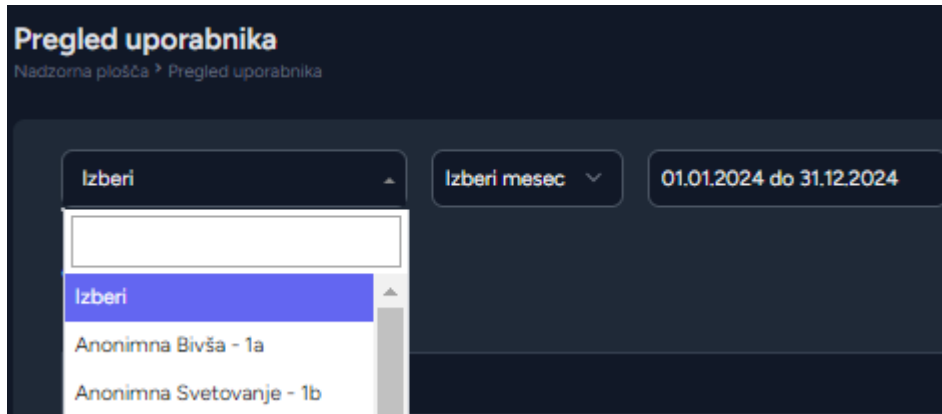 Pregled uporabnika
Nadzorna plošča > Pregled uporabnika
Izberi
Izberi mesec
01.01.2024 do 31.12.2024
Izberi
Anonimna Bivša - 1a
Anonimna Svetovanje - 1b